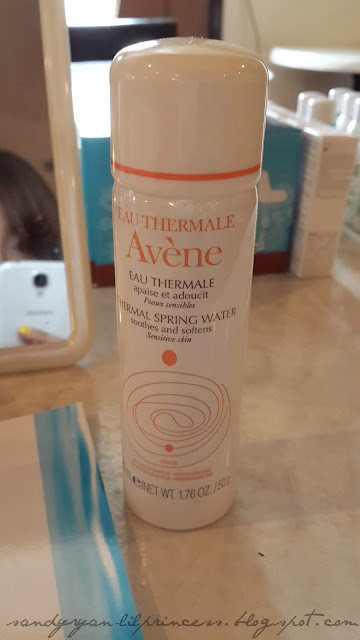 EAU THERMALE
Avène
EAU THERMALE
apaise et adoucit
Peaux sensibles
THERMAL SPRING WATER
soothes and softens
Sensitive skin
PARIS
℮/NET WT. 1.76 OZ. / 50 g
sandyryan-lilprincess.blogspot.com